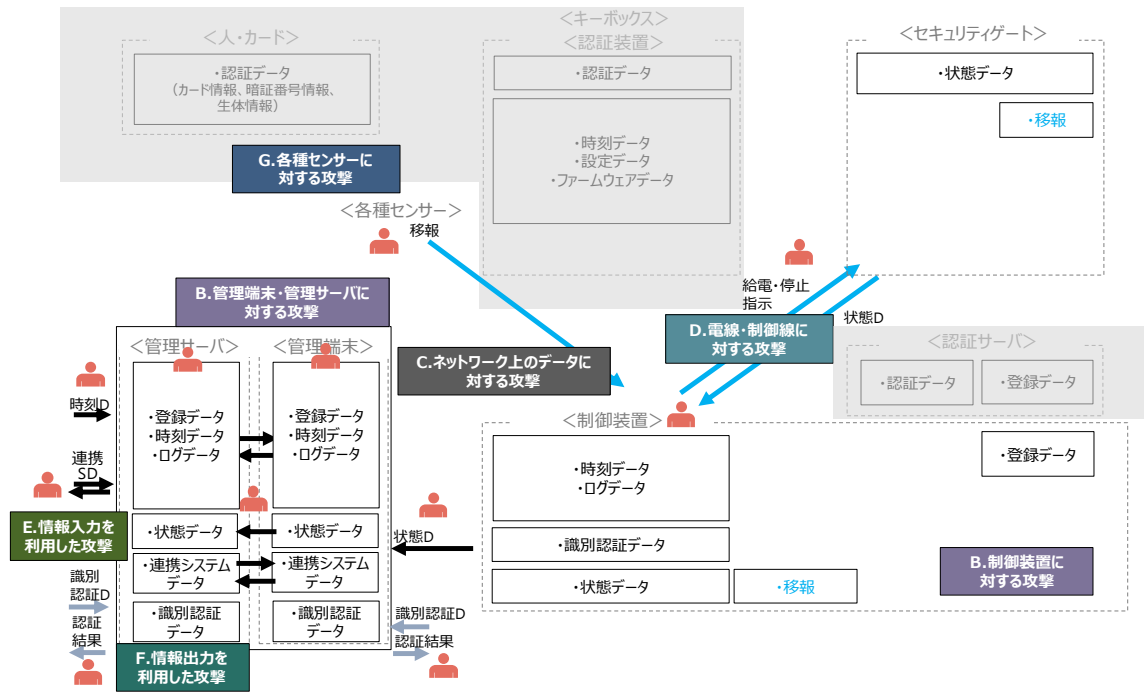 ＜人・カード＞
・認証データ
（カード情報、暗証番号情報、
生体情報）
＜キーボックス＞
＜認証装置＞
・認証データ
・時刻データ
・設定データ
・ファームウェアデータ
＜セキュリティゲート＞
・状態データ
・移報
G.各種センサーに
対する攻撃
＜各種センサー＞
移報
給電・停止
指示
状態D
D.電線・制御線に
対する攻撃
B.管理端末・管理サーバに
対する攻撃
C.ネットワーク上のデータに
対する攻撃
＜認証サーバ＞
・認証データ
・登録データ
＜管理サーバ＞
・登録データ
・時刻データ
・ログデータ
・状態データ
・連携システム
データ
・識別認証
データ
＜管理端末＞
・登録データ
・時刻データ
・ログデータ
・状態データ
・連携システム
データ
・識別認証
データ
時刻D
連携
SD
E.情報入力を
利用した攻撃
識別
認証D
認証
結果
F.情報出力を
利用した攻撃
状態D
識別認証D
認証結果
＜制御装置＞
・時刻データ
・ログデータ
・識別認証データ
・状態データ
・移報
・登録データ
B.制御装置に
対する攻撃